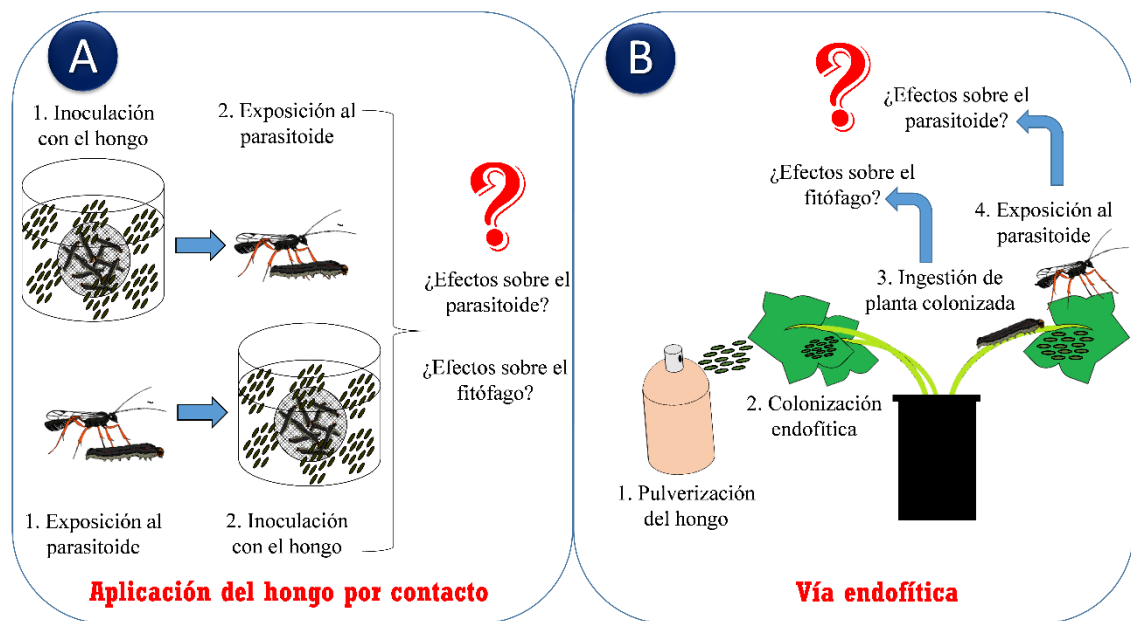 A
1. Inoculación
con el hongo
2. Exposición al
parasitoide
¿Efectos sobre el
parasitoide?
¿Efectos sobre el
fitófago?
1. Exposición al
parasitoide
2. Inoculación
con el hongo
Aplicación del hongo por contacto
B
¿Efectos sobre el
parasitoide?
¿Efectos sobre el
fitófago?
4. Exposición al
parasitoide
3. Ingestión de
planta colonizada
2. Colonización
endofítica
1. Pulverización
del hongo
Vía endofítica